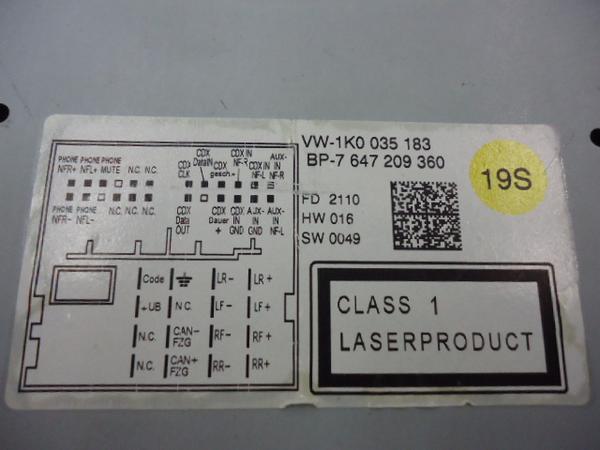 VW-1K0 035 183
BP-7 647 209 360
19S
FD 2110
HW 016
SW 0049
CLASS 1
LASERPRODUCT
PHONE NFR+ PHONE NFL+ PHONE MUTE N.C. N.C.
CDX CLK CDX DataIN CDX gesch.+ CDX IN NF-R CDX IN NF-L AUX-IN NF-R
PHONE NFR- PHONE NFL- N.C. N.C. N.C.
CDX Data OUT CDX Dauer + CDX IN GND AUX-IN GND AUX-IN NF-L
Code LR- LR+
+UB N.C. LF- LF+
N.C. CAN-FZG RF- RF+
N.C. CAN+ FZG RR- RR+